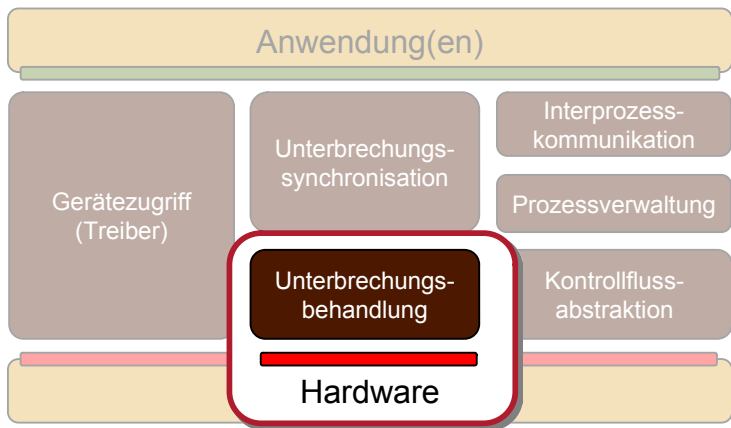 Anwendung(en)
Gerätezugriff
(Treiber)
Unterbrechungs-
synchronisation
Interprozess-
kommunikation
Prozessverwaltung
Unterbrechungs-
behandlung
Kontrollfluss-
abstraktion
Hardware